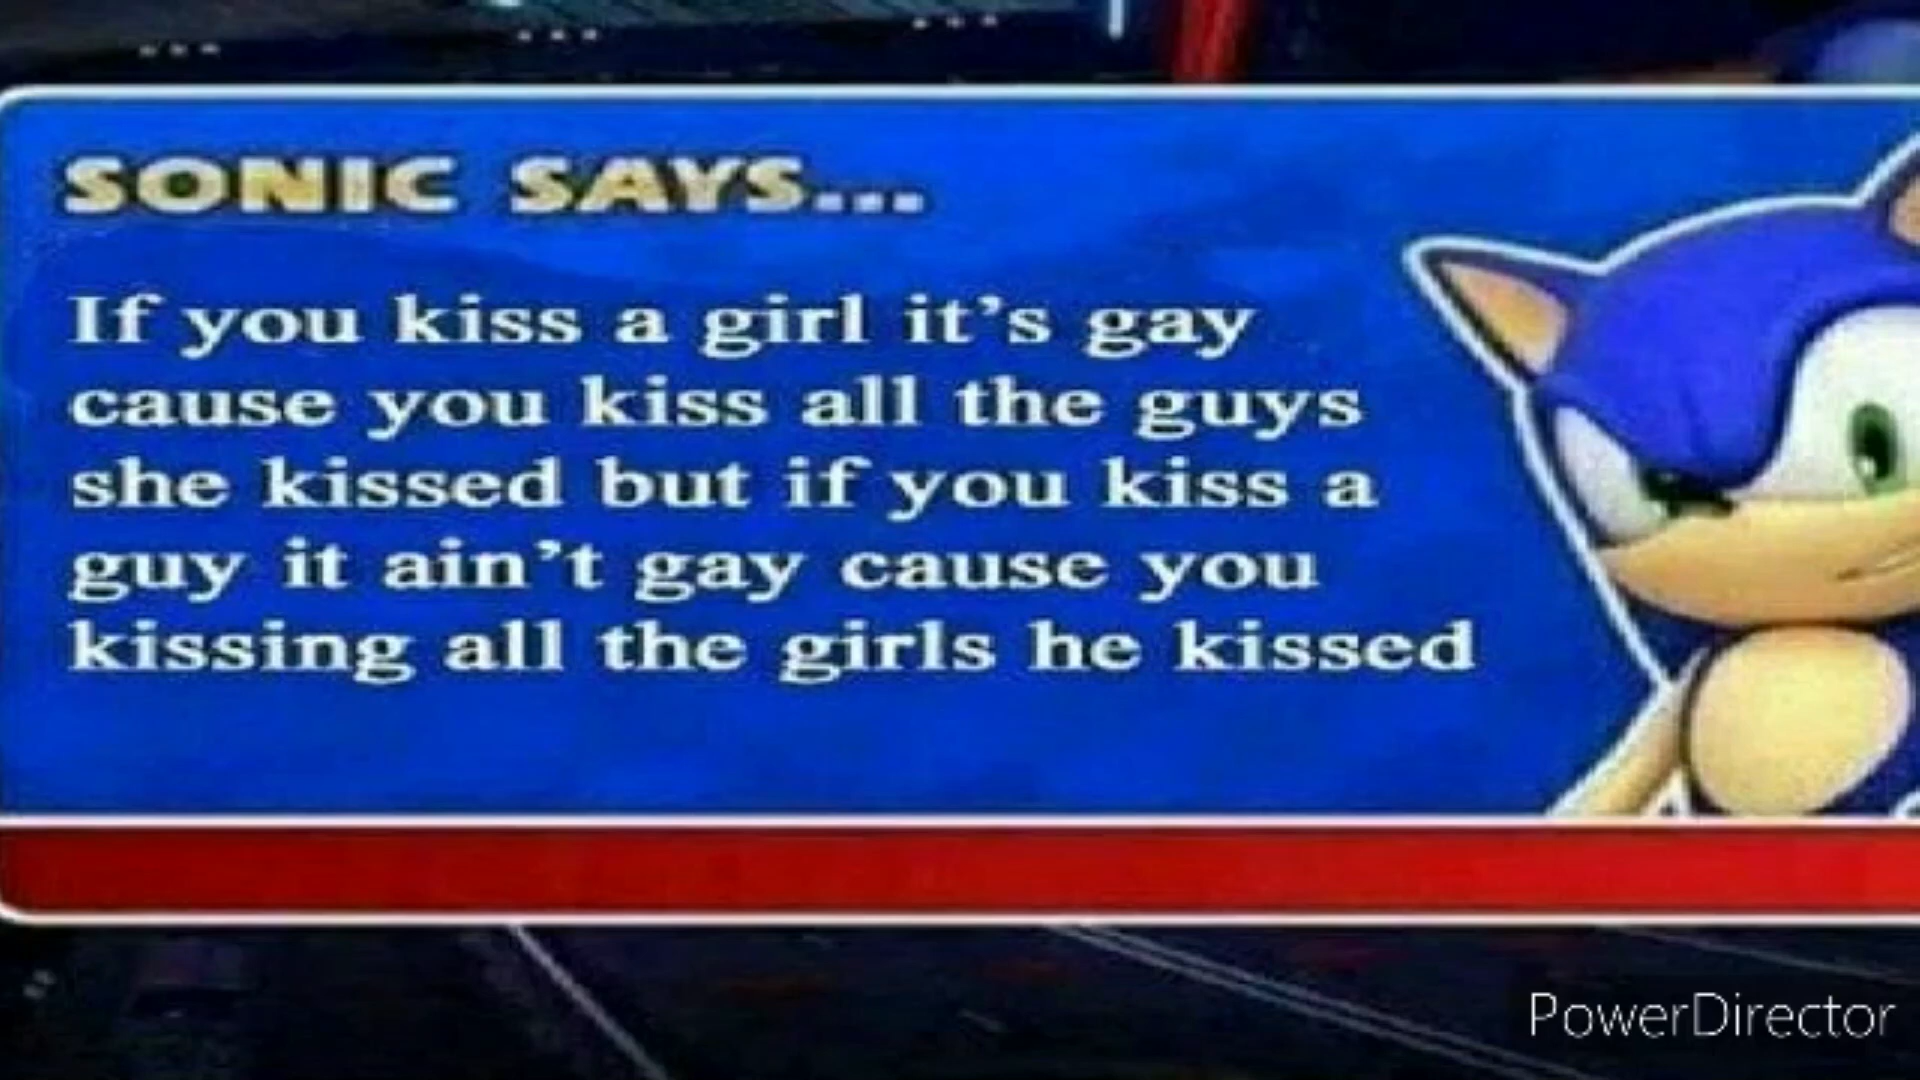 SONIC SAYS...
If you kiss a girl it's gay
cause you kiss all the guys
she kissed but if you kiss a
guy it ain't gay cause you
kissing all the girls he kissed
PowerDirector